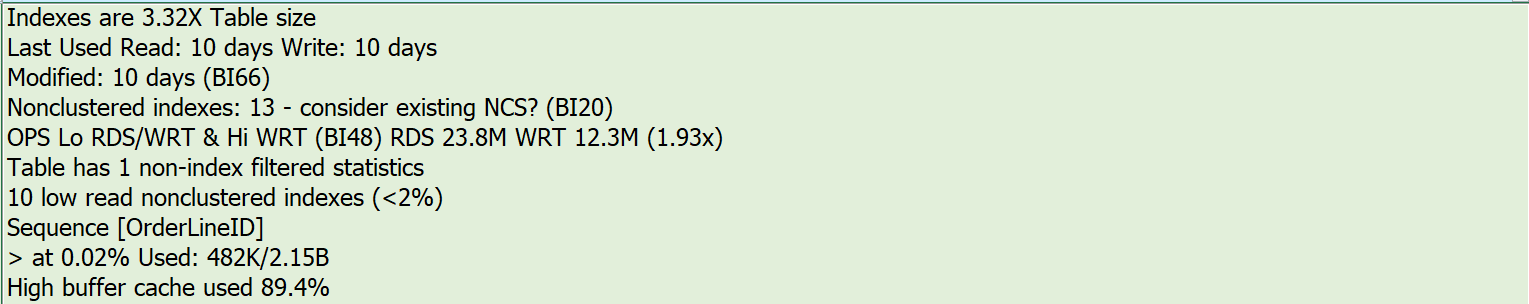 Indexes are 3.32X Table size
Last Used Read: 10 days Write: 10 days
Modified: 10 days (BI66)
Nonclustered indexes: 13 - consider existing NCS? (BI20)
OPS Lo RDS/WRT & Hi WRT (BI48) RDS 23.8M WRT 12.3M (1.93x)
Table has 1 non-index filtered statistics
10 low read nonclustered indexes (<2%)
Sequence [OrderLineID]
> at 0.02% Used: 482K/2.15B
High buffer cache used 89.4%